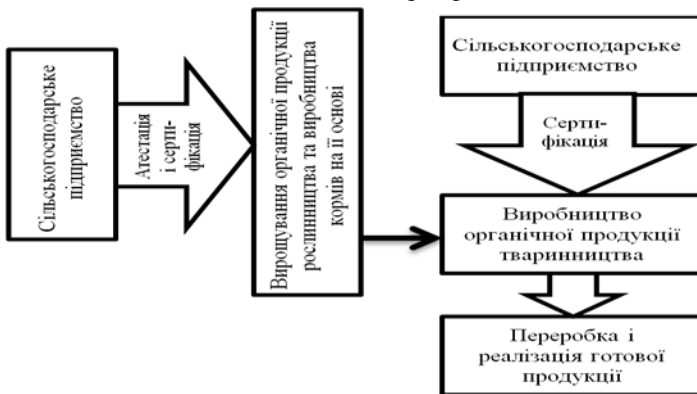 Сільськогосподарське
підприємство
Атестація
і серти-
фікація
Вирощування органічної продукції
рослинництва та виробництва
кормів на її основі
Сільськогосподарське
підприємство
Серти-
фікація
Виробництво
органічної продукції
тваринництва
Переробка і
реалізація готової
продукції